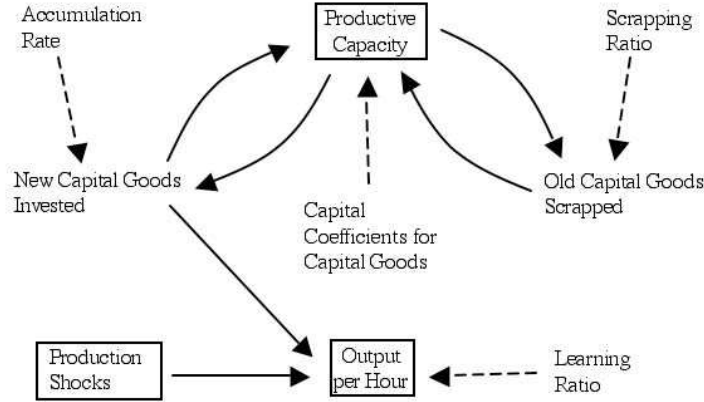 Accumulation
Rate
Productive
Capacity
Scrapping
Ratio
New Capital Goods
Invested
Old Capital Goods
Scrapped
Capital
Coefficients for
Capital Goods
Production
Shocks
Output
per Hour
Learning
Ratio